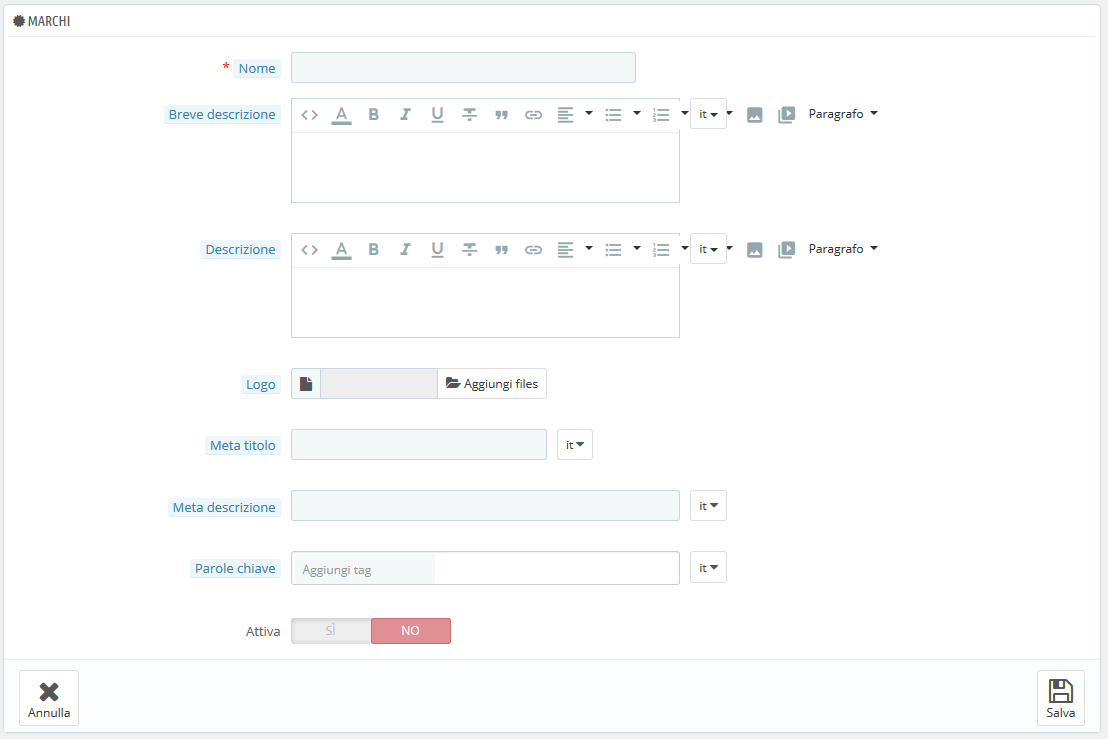 MARCHI
* Nome
Breve descrizione
<> A B I U T it Paragrafo
Descrizione
<> A B I U T it Paragrafo
Logo Aggiungi files
Meta titolo it
Meta descrizione it
Parole chiave Aggiungi tag it
Attiva SÌ NO
Annulla Salva